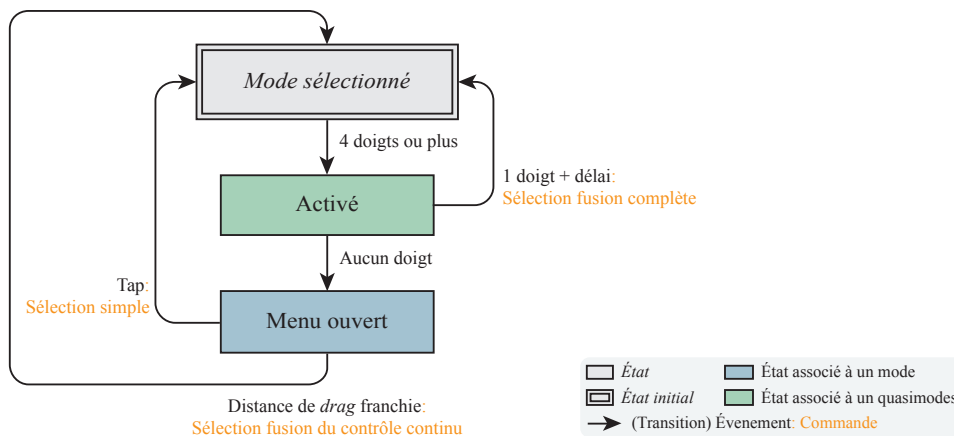 Mode sélectionné
4 doigts ou plus
1 doigt + délai:
Sélection fusion complète
Activé
Aucun doigt
Tap:
Sélection simple
Menu ouvert
Distance de drag franchie:
Sélection fusion du contrôle continu
État
État associé à un mode
État initial
État associé à un quasimodes
(Transition) Évenement: Commande